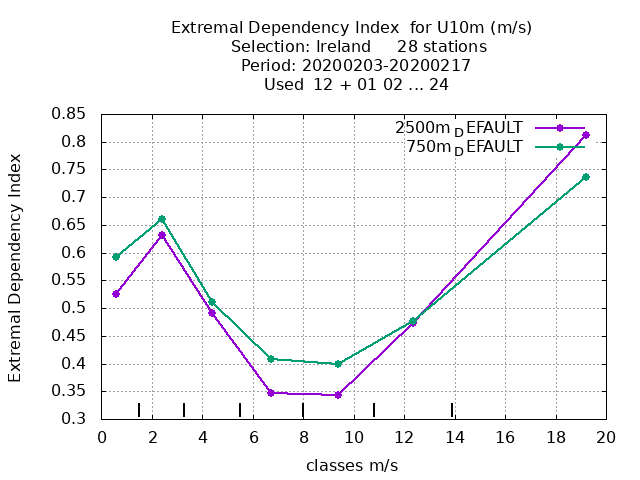 Extremal Dependency Index  for U10m (m/s)
Selection: Ireland     28 stations
Period: 20200203-20200217
Used  12 + 01 02 ... 24
2500m_DEFAULT
750m_DEFAULT
0.85
0.8
0.75
0.7
0.65
0.6
0.55
0.5
0.45
0.4
0.35
0.3
Extremal Dependency Index
0 2 4 6 8 10 12 14 16 18 20
classes m/s